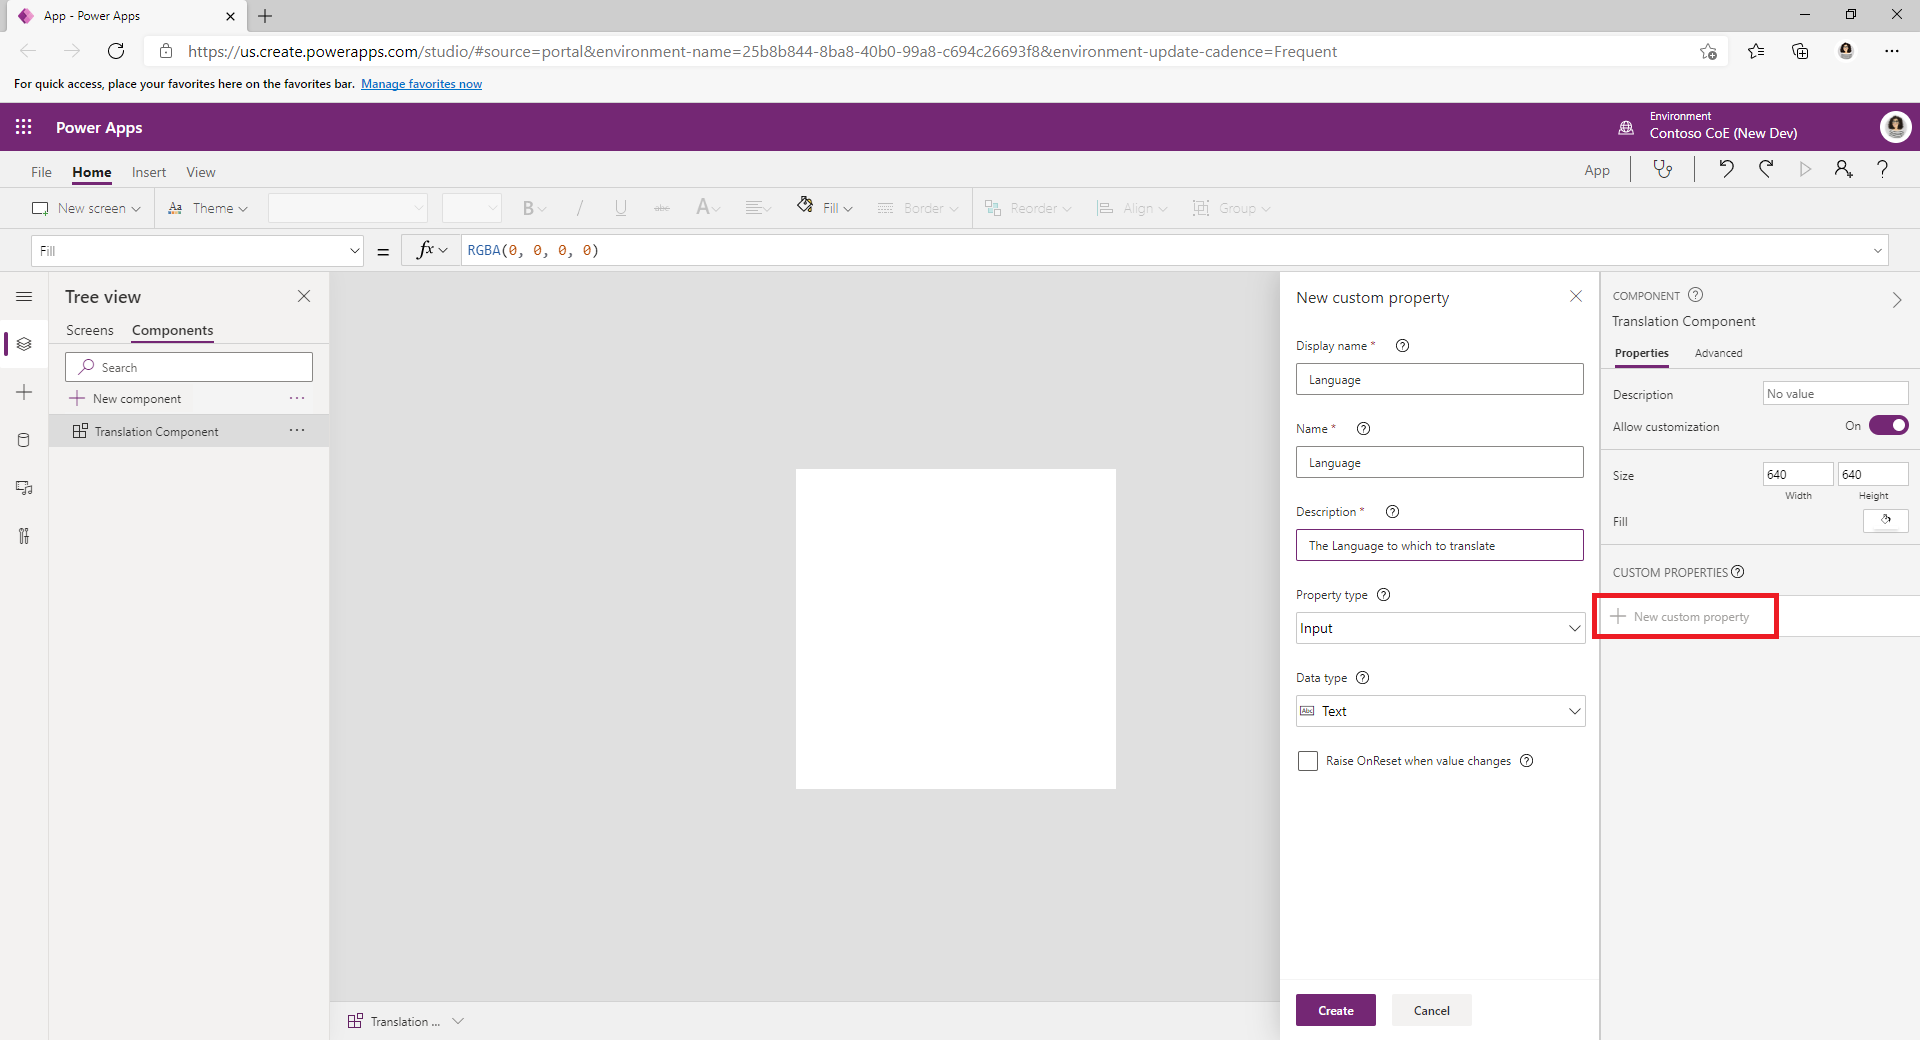 App - Power Apps
https://us.create.powerapps.com/studio/#source=portal&environment-name=25b8b844-8ba8-40b0-99a8-c694c26693f8&environment-update-cadence=Frequent
For quick access, place your favorites here on the favorites bar. Manage favorites now
Power Apps
Environment
Contoso CoE (New Dev)
File Home Insert View App
New screen Aa Theme B / U abc A Fill Border Reorder Align Group
Fill = fx RGBA(0, 0, 0, 0)
Tree view
Screens Components
Search
New component
Translation Component
Translation ...
New custom property
Display name *
Language
Name *
Language
Description *
The Language to which to translate
Property type
Input
Data type
Abc Text
Raise OnReset when value changes
Create Cancel
COMPONENT
Translation Component
Properties Advanced
Description No value
Allow customization On
Size 640 640
Width Height
Fill
CUSTOM PROPERTIES
New custom property